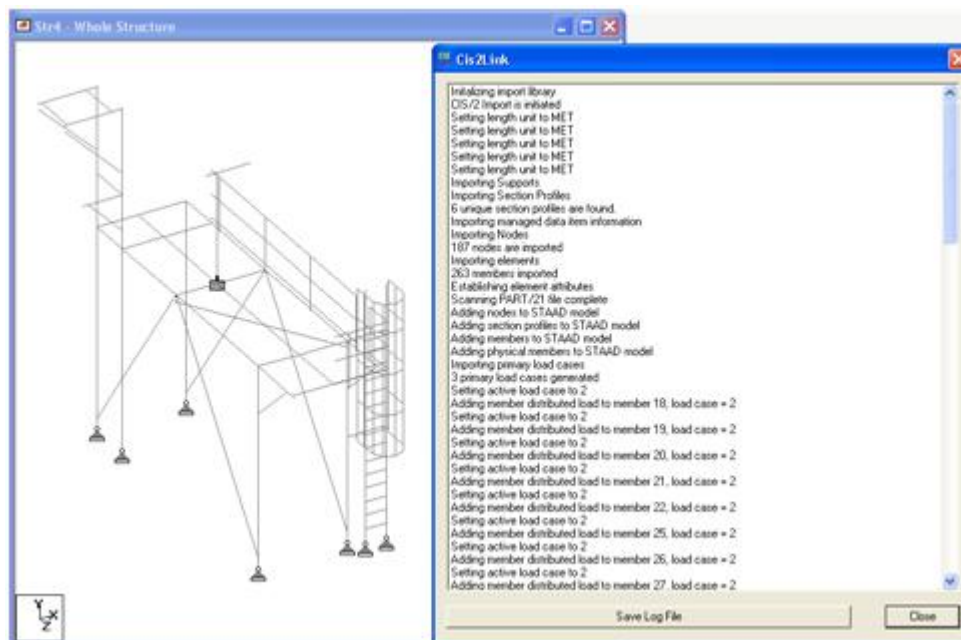 Str4 - Whole Structure
Cis2Link
Initializing import library
CIS/2 Import is initiated
Setting length unit to MET
Setting length unit to MET
Setting length unit to MET
Setting length unit to MET
Setting length unit to MET
Importing Supports
Importing Section Profiles
6 unique section profiles are found.
Importing managed data item information
Importing Nodes
187 nodes are imported
Importing elements
263 members imported
Establishing element attributes
Scanning PART/21 file complete
Adding nodes to STAAD model
Adding section profiles to STAAD model
Adding members to STAAD model
Adding physical members to STAAD model
Importing primary load cases
3 primary load cases generated
Setting active load case to 2
Adding member distributed load to member 18, load case = 2
Setting active load case to 2
Adding member distributed load to member 19, load case = 2
Setting active load case to 2
Adding member distributed load to member 20, load case = 2
Setting active load case to 2
Adding member distributed load to member 21, load case = 2
Setting active load case to 2
Adding member distributed load to member 22, load case = 2
Setting active load case to 2
Adding member distributed load to member 25, load case = 2
Setting active load case to 2
Adding member distributed load to member 26, load case = 2
Setting active load case to 2
Adding member distributed load to member 27, load case = 2
Save Log File
Close
Y
X
Z